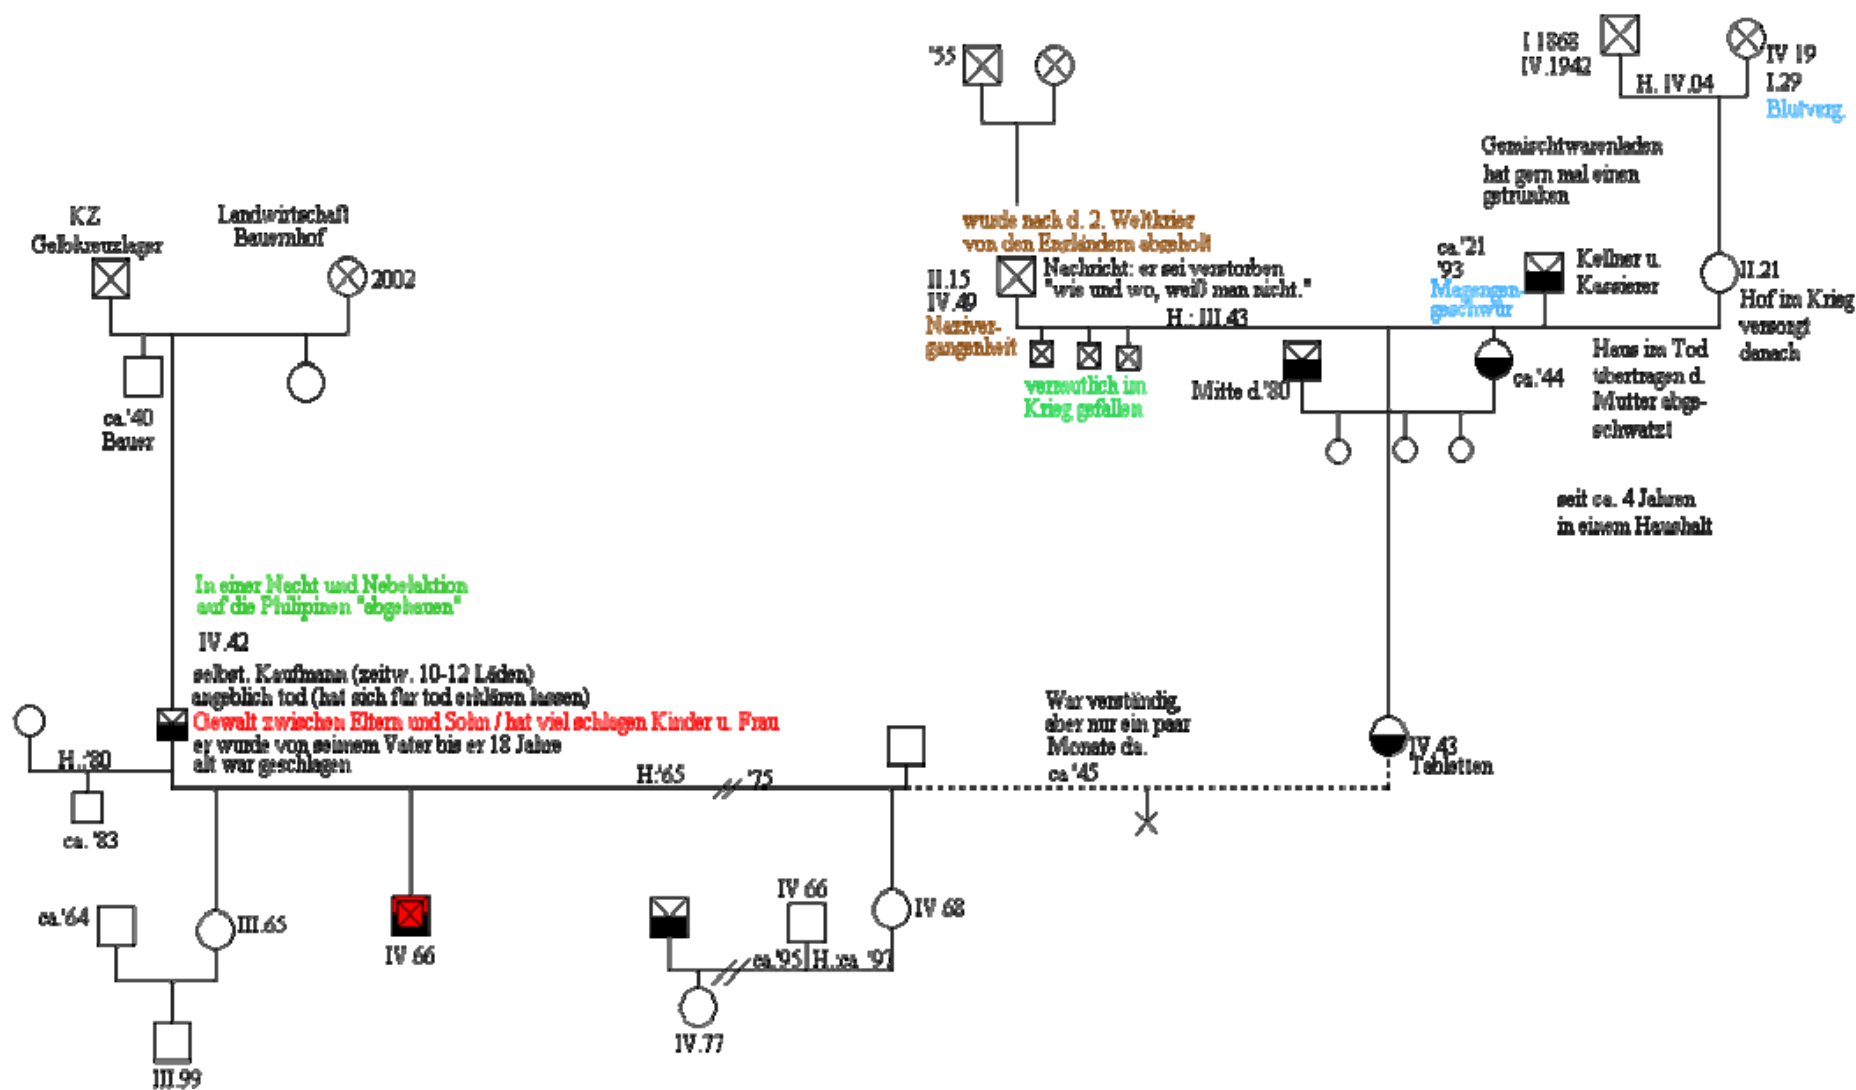 '55
I 1868
IV.1942
H. IV.04
IV 19
I.29
Blutverg.
Gemischtwarenladen
hat gern mal einen
getrunken
KZ
Gelbkreuzlager
Landwirtschaft
Bauernhof
2002
wurde nach d. 2. Weltkrieg
von den Engländern abgeholt
II.15
IV.49
Naziver-
gangenheit
Nachricht: er sei verstorben
"wie und wo, weiß man nicht."
H.: III.43
ca.'21
'93
Magengen-
geschwür
Kellner u.
Kassierer
II.21
Hof im Krieg
versorgt
danach
vermutlich im
Krieg gefallen
Mitte d.'80
ca.'44
Haus im Tod
übertragen d.
Mutter abge-
schwatzt
ca.'40
Bauer
seit ca. 4 Jahren
in einem Haushalt
In einer Nacht und Nebelaktion
auf die Philipinen "abgehauen"
IV.42
selbst. Kaufmann (zeitw. 10-12 Läden)
angeblich tod (hat sich für tod erklären lassen)
Gewalt zwischen Eltern und Sohn / hat viel schlagen Kinder u. Frau
er wurde von seinem Vater bis er 18 Jahre
alt war geschlagen
H.:'80
ca. '83
H:'65
'75
War verständig,
aber nur ein paar
Monate da.
ca '45
IV.43
Tabletten
ca.'64
III.65
IV 66
IV 66
IV 68
ca.'95
H.:ca. '97
IV.77
III.99